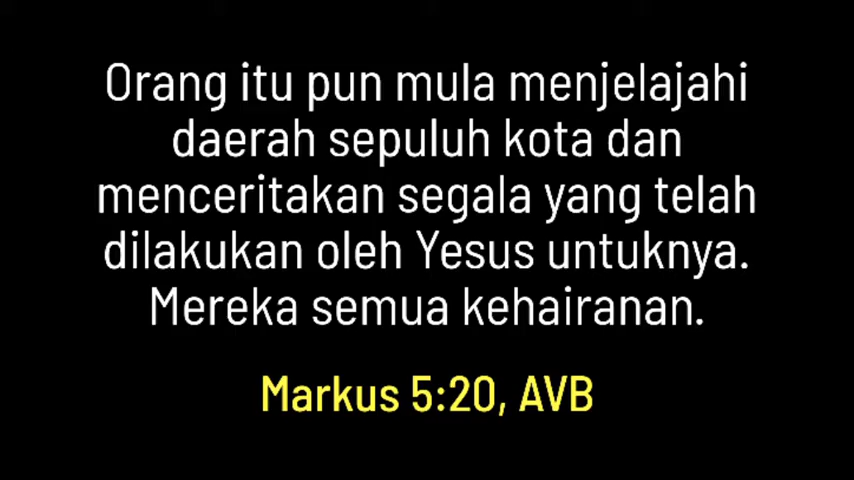 Orang itu pun mula menjelajahi
daerah sepuluh kota dan
menceritakan segala yang telah
dilakukan oleh Yesus untuknya.
Mereka semua kehairanan.
Markus 5:20, AVB